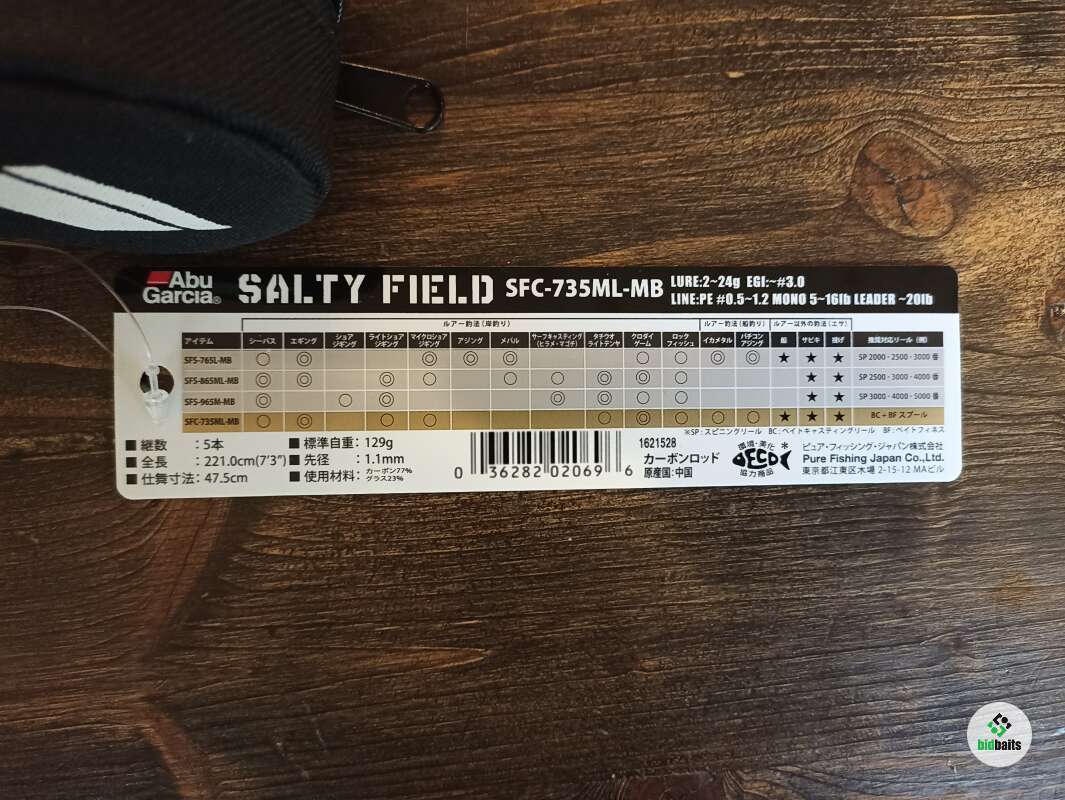 Abu Garcia® SALTY FIELD SFC-735ML-MB
LURE:2~24g EGI:~#3.0
LINE:PE #0.5~1.2 MONO 5~16lb LEADER ~20lb
ルアー釣法(岸釣り) ルアー釣法(船釣り) ルアー以外の釣法(エサ)
アイテム シーバス エギング ショアジギング ライトショアジギング マイクロショアジギング アジング メバル サーフキャスティング(ヒラメ・マゴチ) タチウオライトテンヤ クロダイゲーム ロックフィッシュ イカメタル バチコンアジング 船 サビキ 投げ 推奨対応リール(例)
SFS-765L-MB ○ ◎ ◎ ○ ◎ ○ ○ ○ ◎ ★ ★ ★ SP 2000・2500・3000 番
SFS-865ML-MB ◎ ◎ ◎ ○ ○ ○ ◎ ◎ ○ ★ ★ SP 2500・3000・4000 番
SFS-965M-MB ◎ ○ ◎ ◎ ◎ ○ ○ ★ ★ SP 3000・4000・5000 番
SFC-735ML-MB ○ ◎ ○ ○ ○ ◎ ○ ○ ○ ★ ★ ★ BC + BF スプール
※SP:スピニングリール BC:ベイトキャスティングリール BF:ベイトフィネス
■ 継数 : 5本
■ 全長 : 221.0cm(7'3")
■ 仕舞寸法: 47.5cm
■ 標準自重: 129g
■ 先径 : 1.1mm
■ 使用材料: カーボン77% グラス23%
0 36282 02069 6
1621528
カーボンロッド
原産国:中国
環境・美化
DECO
協力商品
ピュア・フィッシング・ジャパン株式会社
Pure Fishing Japan Co.,Ltd.
東京都江東区木場 2-15-12 MAビル
bidbaits